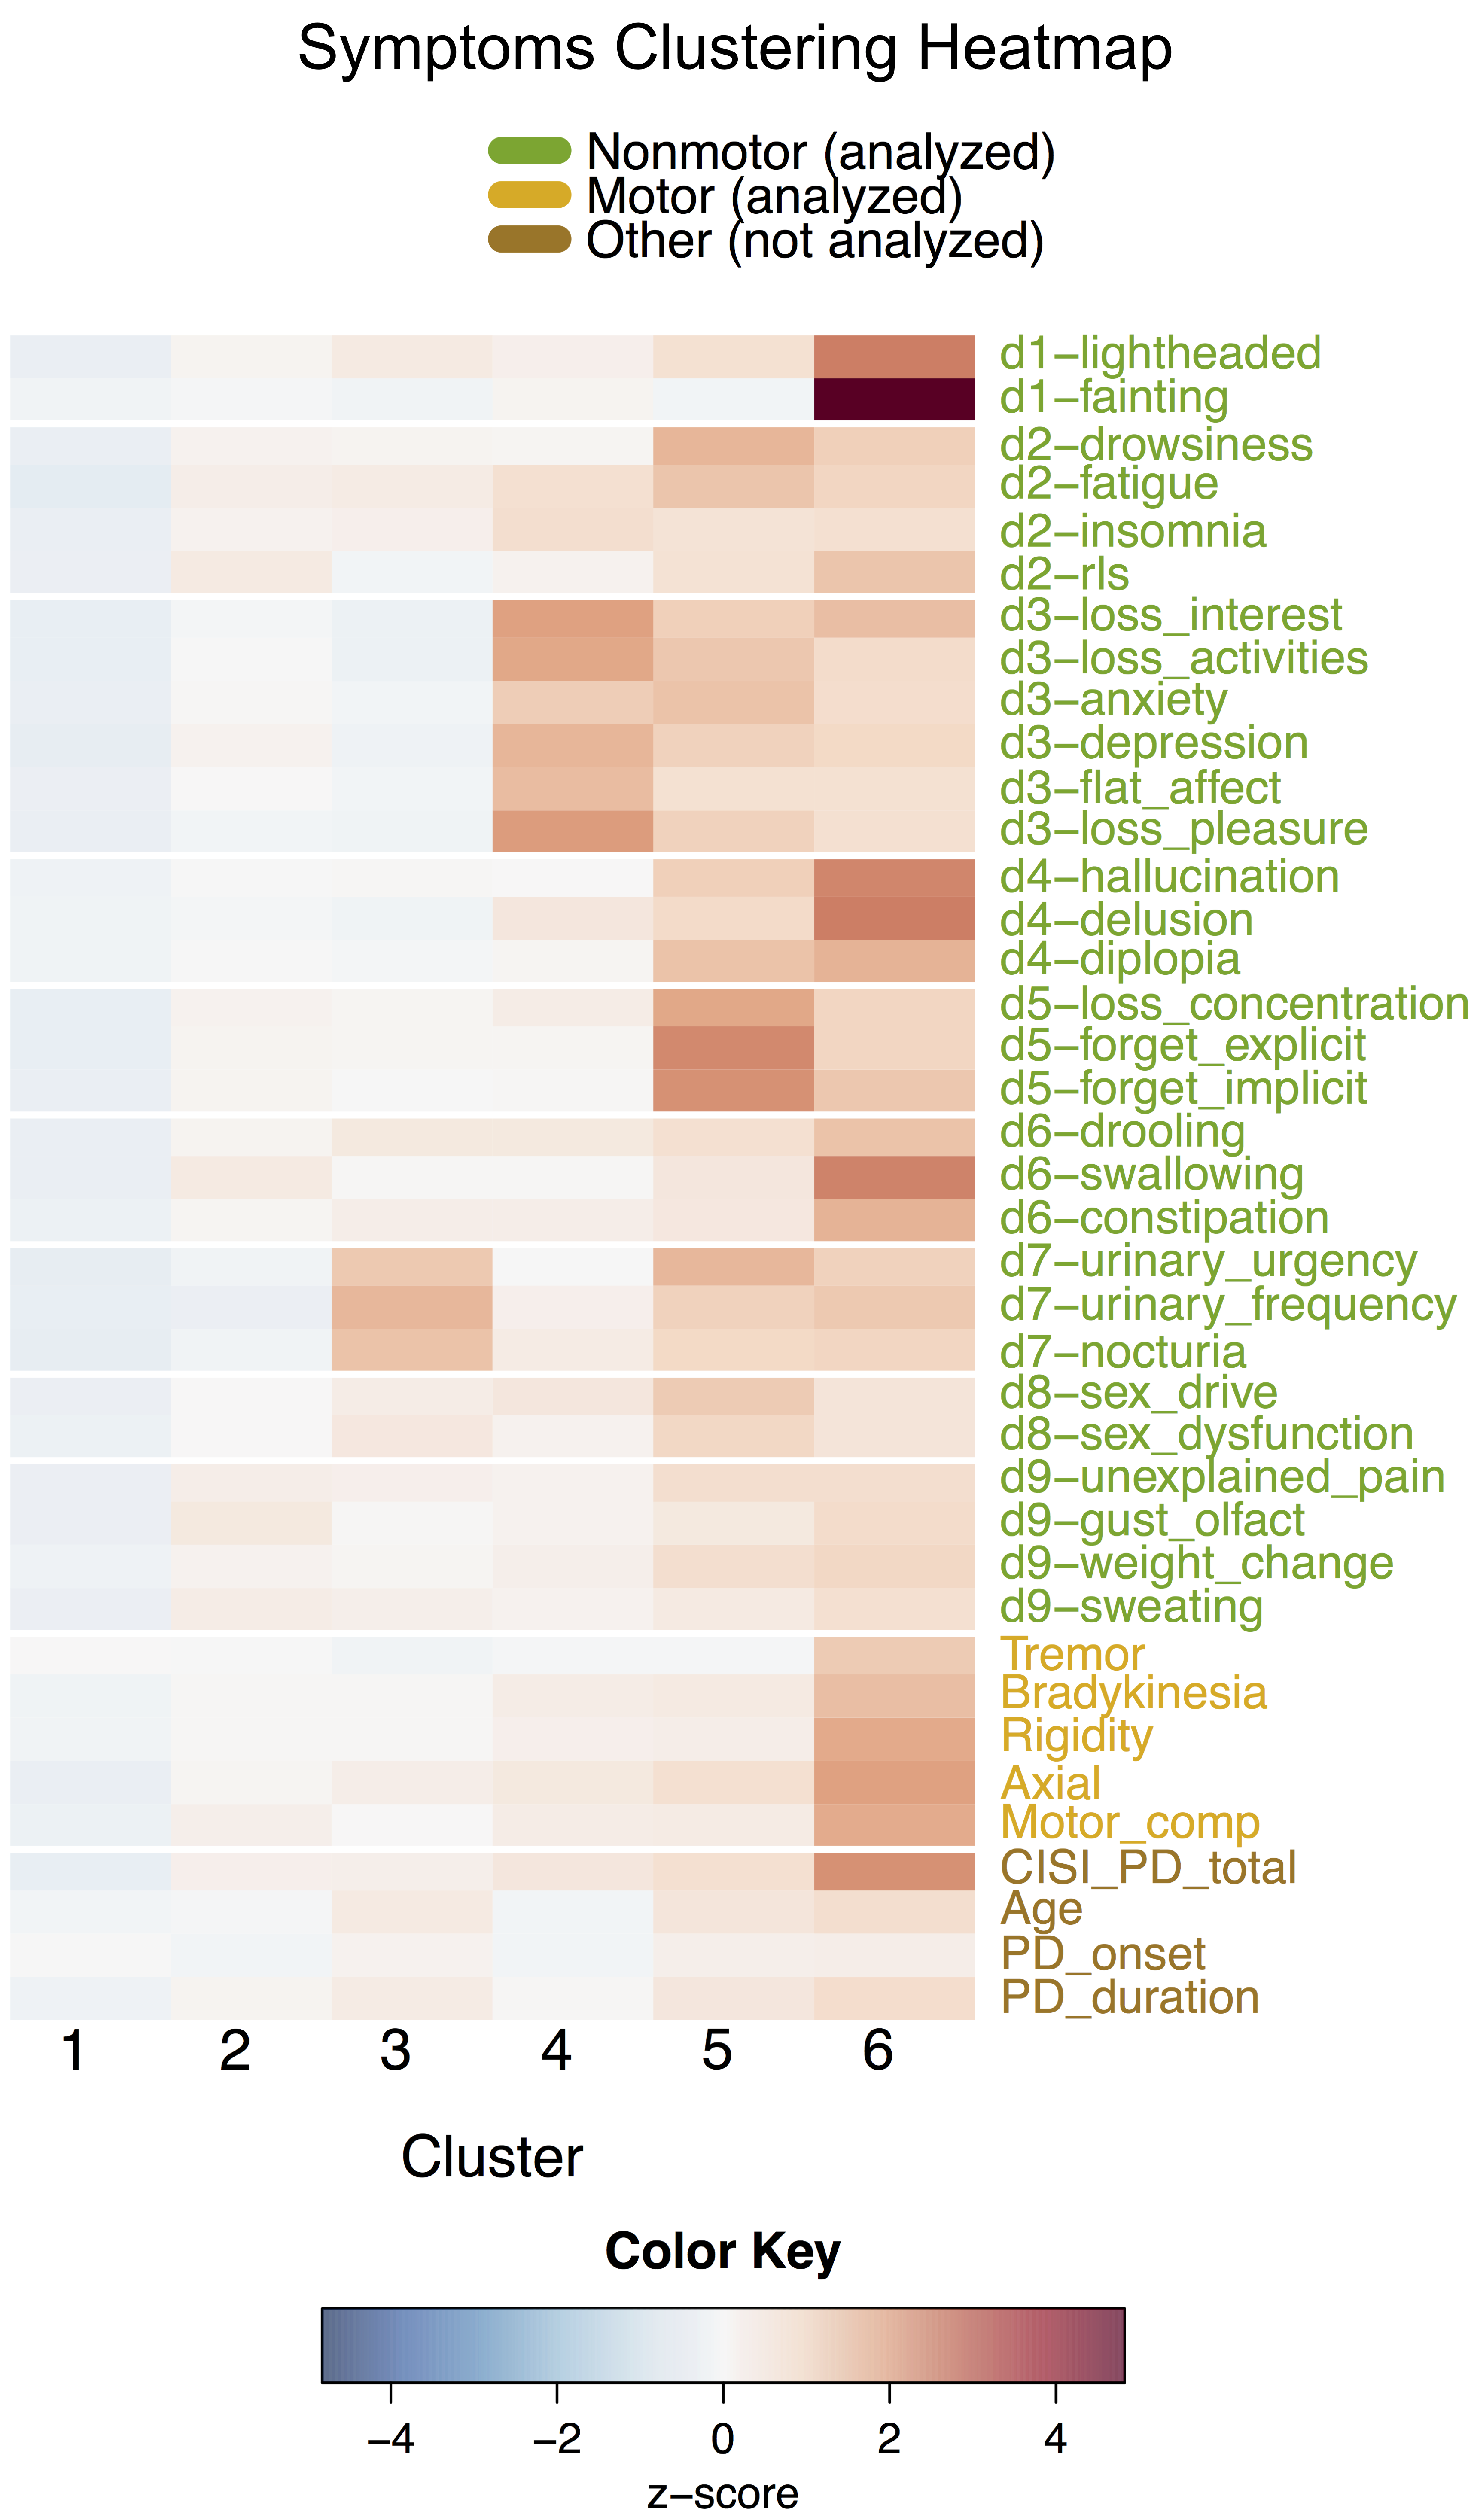 Symptoms Clustering Heatmap
Nonmotor (analyzed)
Motor (analyzed)
Other (not analyzed)
d1−lightheaded
d1−fainting
d2−drowsiness
d2−fatigue
d2−insomnia
d2−rls
d3−loss_interest
d3−loss_activities
d3−anxiety
d3−depression
d3−flat_affect
d3−loss_pleasure
d4−hallucination
d4−delusion
d4−diplopia
d5−loss_concentration
d5−forget_explicit
d5−forget_implicit
d6−drooling
d6−swallowing
d6−constipation
d7−urinary_urgency
d7−urinary_frequency
d7−nocturia
d8−sex_drive
d8−sex_dysfunction
d9−unexplained_pain
d9−gust_olfact
d9−weight_change
d9−sweating
Tremor
Bradykinesia
Rigidity
Axial
Motor_comp
CISI_PD_total
Age
PD_onset
PD_duration
1 2 3 4 5 6
Cluster
Color Key
−4 −2 0 2 4
z−score